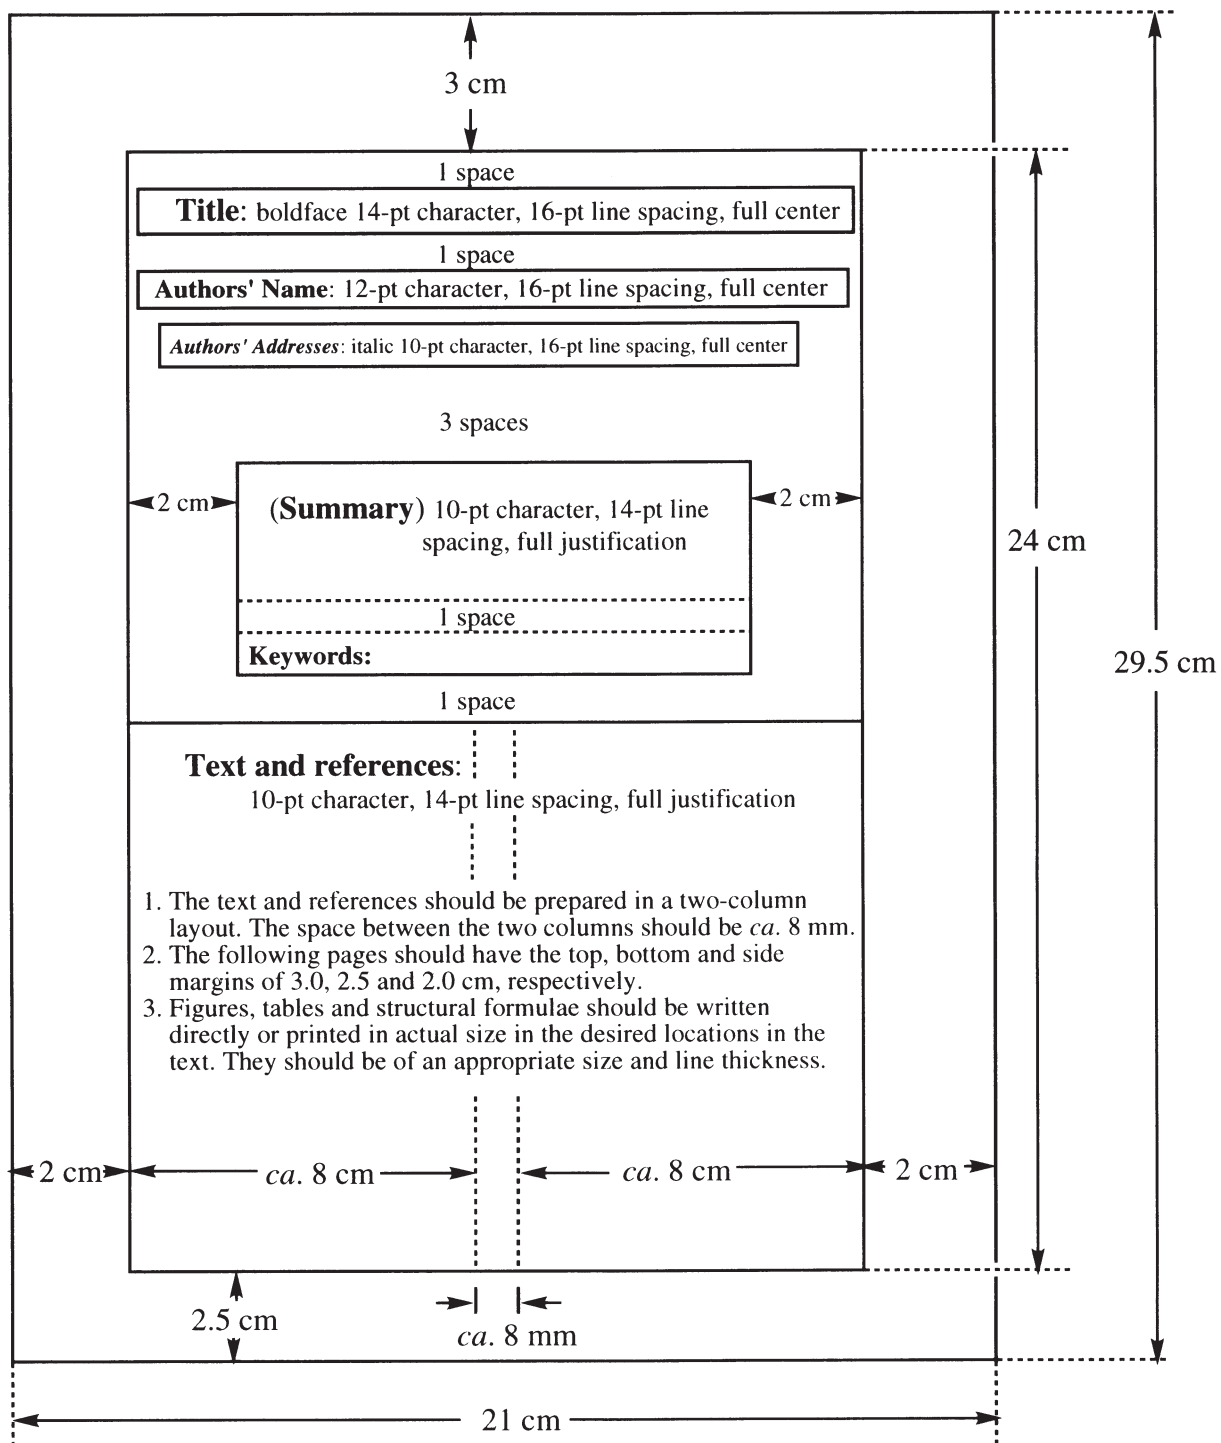 3 cm
1 space
Title: boldface 14-pt character, 16-pt line spacing, full center
1 space
Authors' Name: 12-pt character, 16-pt line spacing, full center
Authors' Addresses: italic 10-pt character, 16-pt line spacing, full center
3 spaces
2 cm
(Summary) 10-pt character, 14-pt line
spacing, full justification
2 cm
24 cm
1 space
Keywords:
29.5 cm
1 space
Text and references:
10-pt character, 14-pt line spacing, full justification
1. The text and references should be prepared in a two-column
layout. The space between the two columns should be ca. 8 mm.
2. The following pages should have the top, bottom and side
margins of 3.0, 2.5 and 2.0 cm, respectively.
3. Figures, tables and structural formulae should be written
directly or printed in actual size in the desired locations in the
text. They should be of an appropriate size and line thickness.
2 cm
ca. 8 cm
ca. 8 cm
2 cm
2.5 cm
ca. 8 mm
21 cm